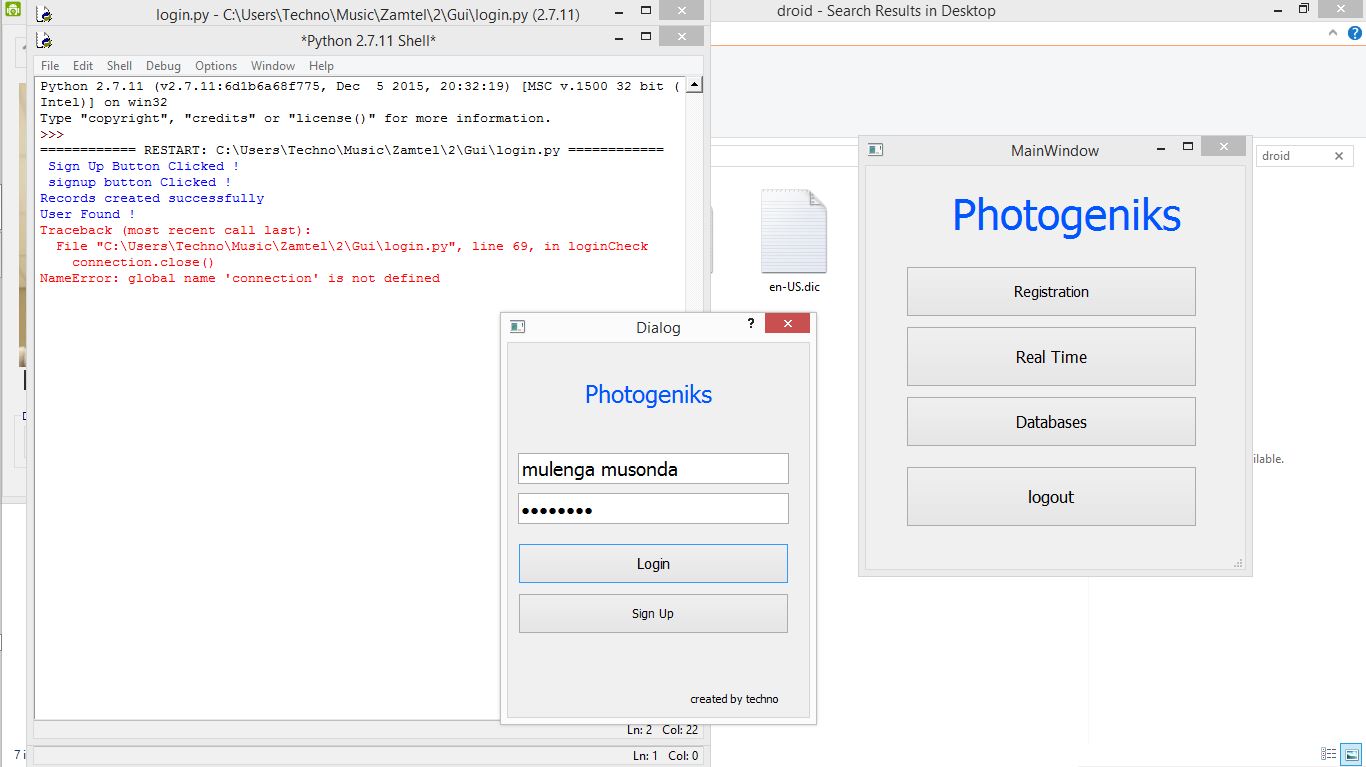 login.py - C:\Users\Techno\Music\Zamtel\2\Gui\login.py (2.7.11)
*Python 2.7.11 Shell*
File Edit Shell Debug Options Window Help
Python 2.7.11 (v2.7.11:6d1b6a68f775, Dec  5 2015, 20:32:19) [MSC v.1500 32 bit (
Intel)] on win32
Type "copyright", "credits" or "license()" for more information.
>>>
============ RESTART: C:\Users\Techno\Music\Zamtel\2\Gui\login.py ============
Sign Up Button Clicked !
signup button Clicked !
Records created successfully
User Found !
Traceback (most recent call last):
File "C:\Users\Techno\Music\Zamtel\2\Gui\login.py", line 69, in loginCheck
connection.close()
NameError: global name 'connection' is not defined
Ln: 2 Col: 22
Ln: 1 Col: 0
Dialog
?
Photogeniks
mulenga musonda
••••••••
Login
Sign Up
created by techno
droid - Search Results in Desktop
droid
en-US.dic
MainWindow
Photogeniks
Registration
Real Time
Databases
logout
ilable.
7 i